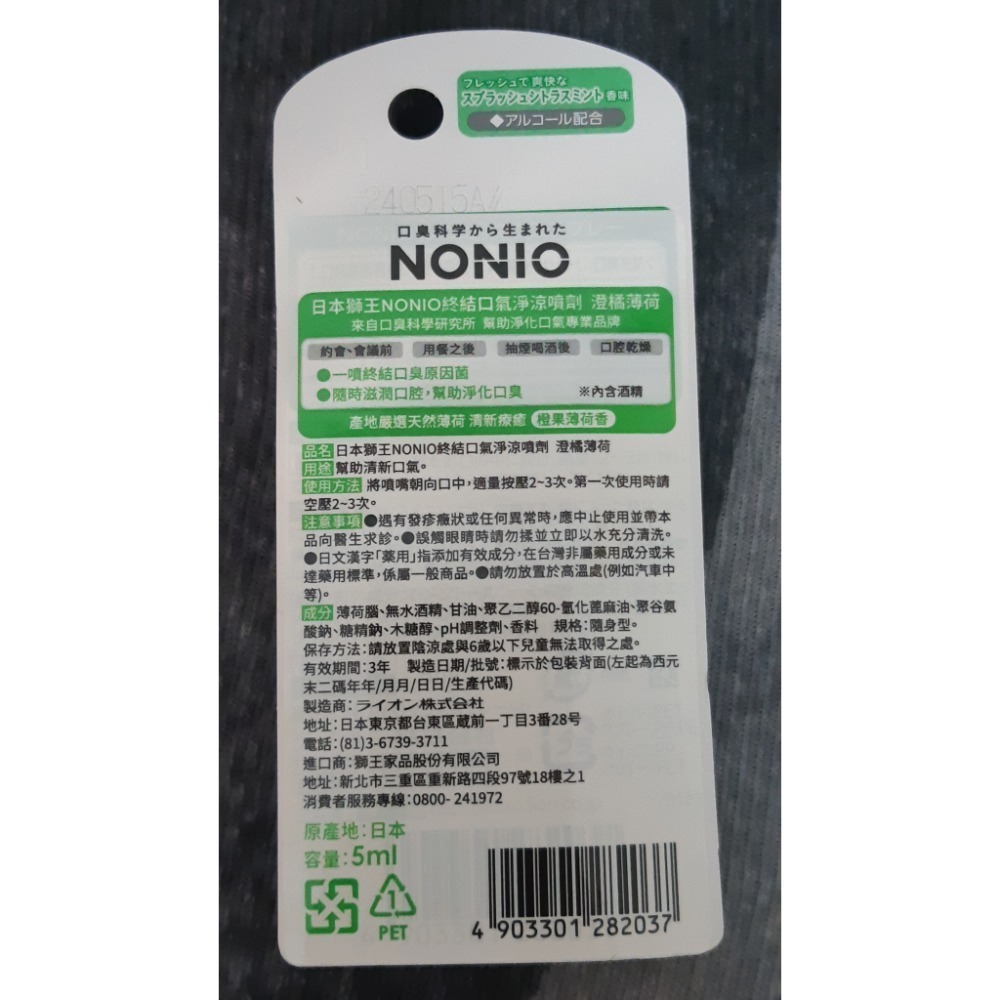 フレッシュで爽快な
スプラッシュシトラスミント香味
◆アルコール配合
240515A
口臭科学から生まれた
NONIO
日本獅王NONIO終結口氣淨涼噴劑 澄橘薄荷
來自口臭科學研究所 幫助淨化口氣專業品牌
約會、會議前 用餐之後 抽煙喝酒後 口腔乾燥
●一噴終結口臭原因菌
●隨時滋潤口腔,幫助淨化口臭 ※內含酒精
產地嚴選天然薄荷 清新療癒 橙果薄荷香
品名 日本獅王NONIO終結口氣淨涼噴劑 澄橘薄荷
用途 幫助清新口氣。
使用方法 將噴嘴朝向口中,適量按壓2~3次。第一次使用時請
空壓2~3次。
注意事項 ●遇有發疹癥狀或任何異常時,應中止使用並帶本
品向醫生求診。●誤觸眼睛時請勿揉並立即以水充分清洗。
●日文漢字「薬用」指添加有效成分,在台灣非屬藥用成分或未
達藥用標準,係屬一般商品。●請勿放置於高溫處(例如汽車中
等)。
成分 薄荷腦、無水酒精、甘油、聚乙二醇60-氫化蓖麻油、聚谷氨
酸鈉、糖精鈉、木糖醇、pH調整劑、香料 規格:隨身型。
保存方法:請放置陰涼處與6歲以下兒童無法取得之處。
有效期間:3年 製造日期/批號:標示於包裝背面(左起為西元
末二碼年年/月月/日日/生產代碼)
製造商:ライオン株式会社
地址:日本東京都台東區蔵前一丁目3番28号
電話:(81)3-6739-3711
進口商:獅王家品股份有限公司
地址:新北市三重區重新路四段97號18樓之1
消費者服務專線:0800- 241972
原產地:日本
容量:5ml
1
PET
4 903301 282037